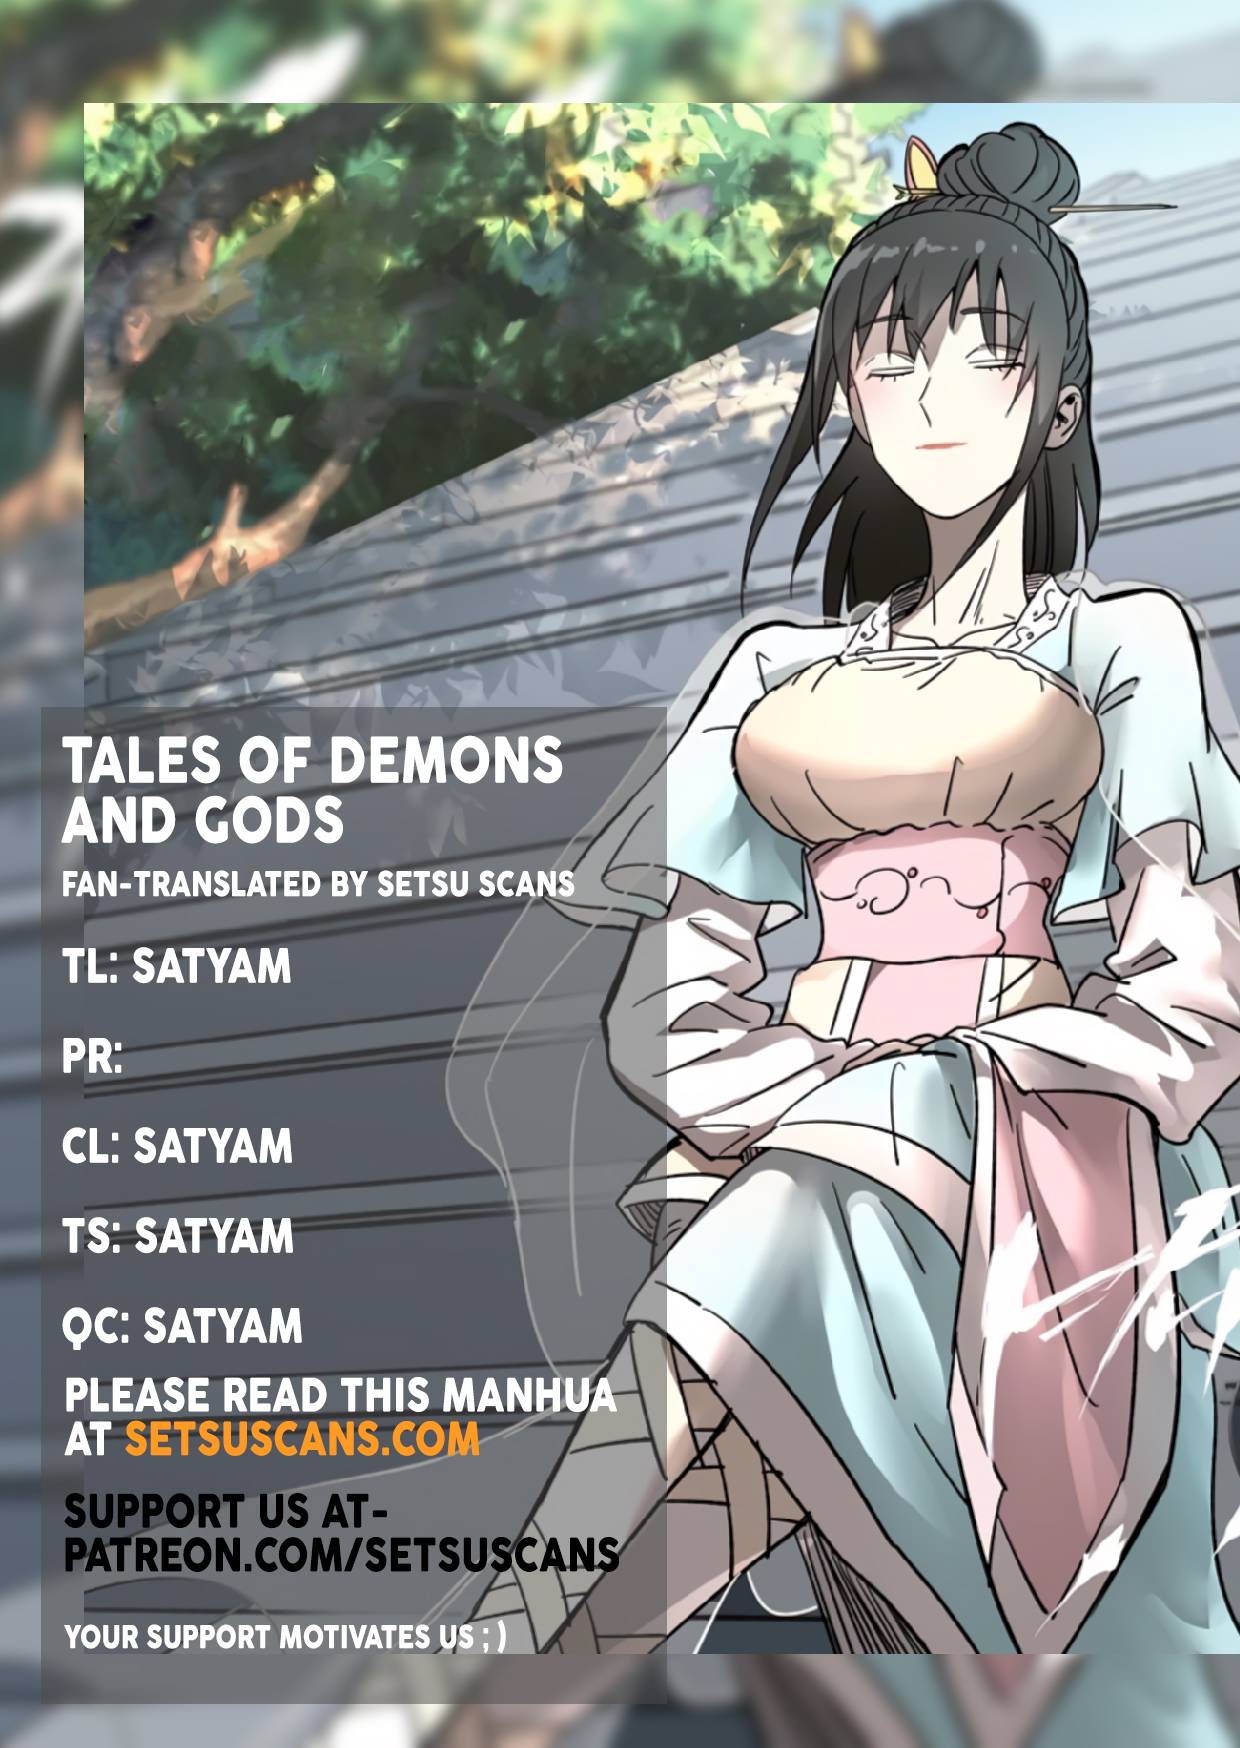 TALES OF DEMONS
AND GODS
FAN-TRANSLATED BY SETSU SCANS
TL: SATYAM
PR:
CL: SATYAM
TS: SATYAM
QC: SATYAM
PLEASE READ THIS MANHUA
AT SETSUSCANS.COM
SUPPORT US AT-
PATREON.COM/SETSUSCANS
YOUR SUPPORT MOTIVATES US ; )